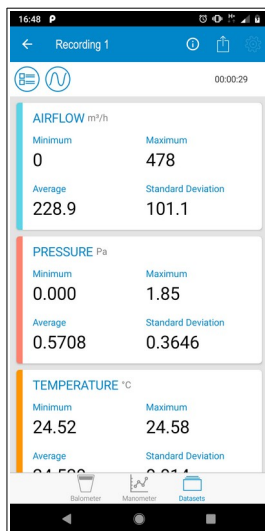 16:48
Recording 1
00:00:29
AIRFLOW m³/h
Minimum Maximum
0 478
Average Standard Deviation
228.9 101.1
PRESSURE Pa
Minimum Maximum
0.000 1.85
Average Standard Deviation
0.5708 0.3646
TEMPERATURE °C
Minimum Maximum
24.52 24.58
Average Standard Deviation
Balometer Manometer Datasets